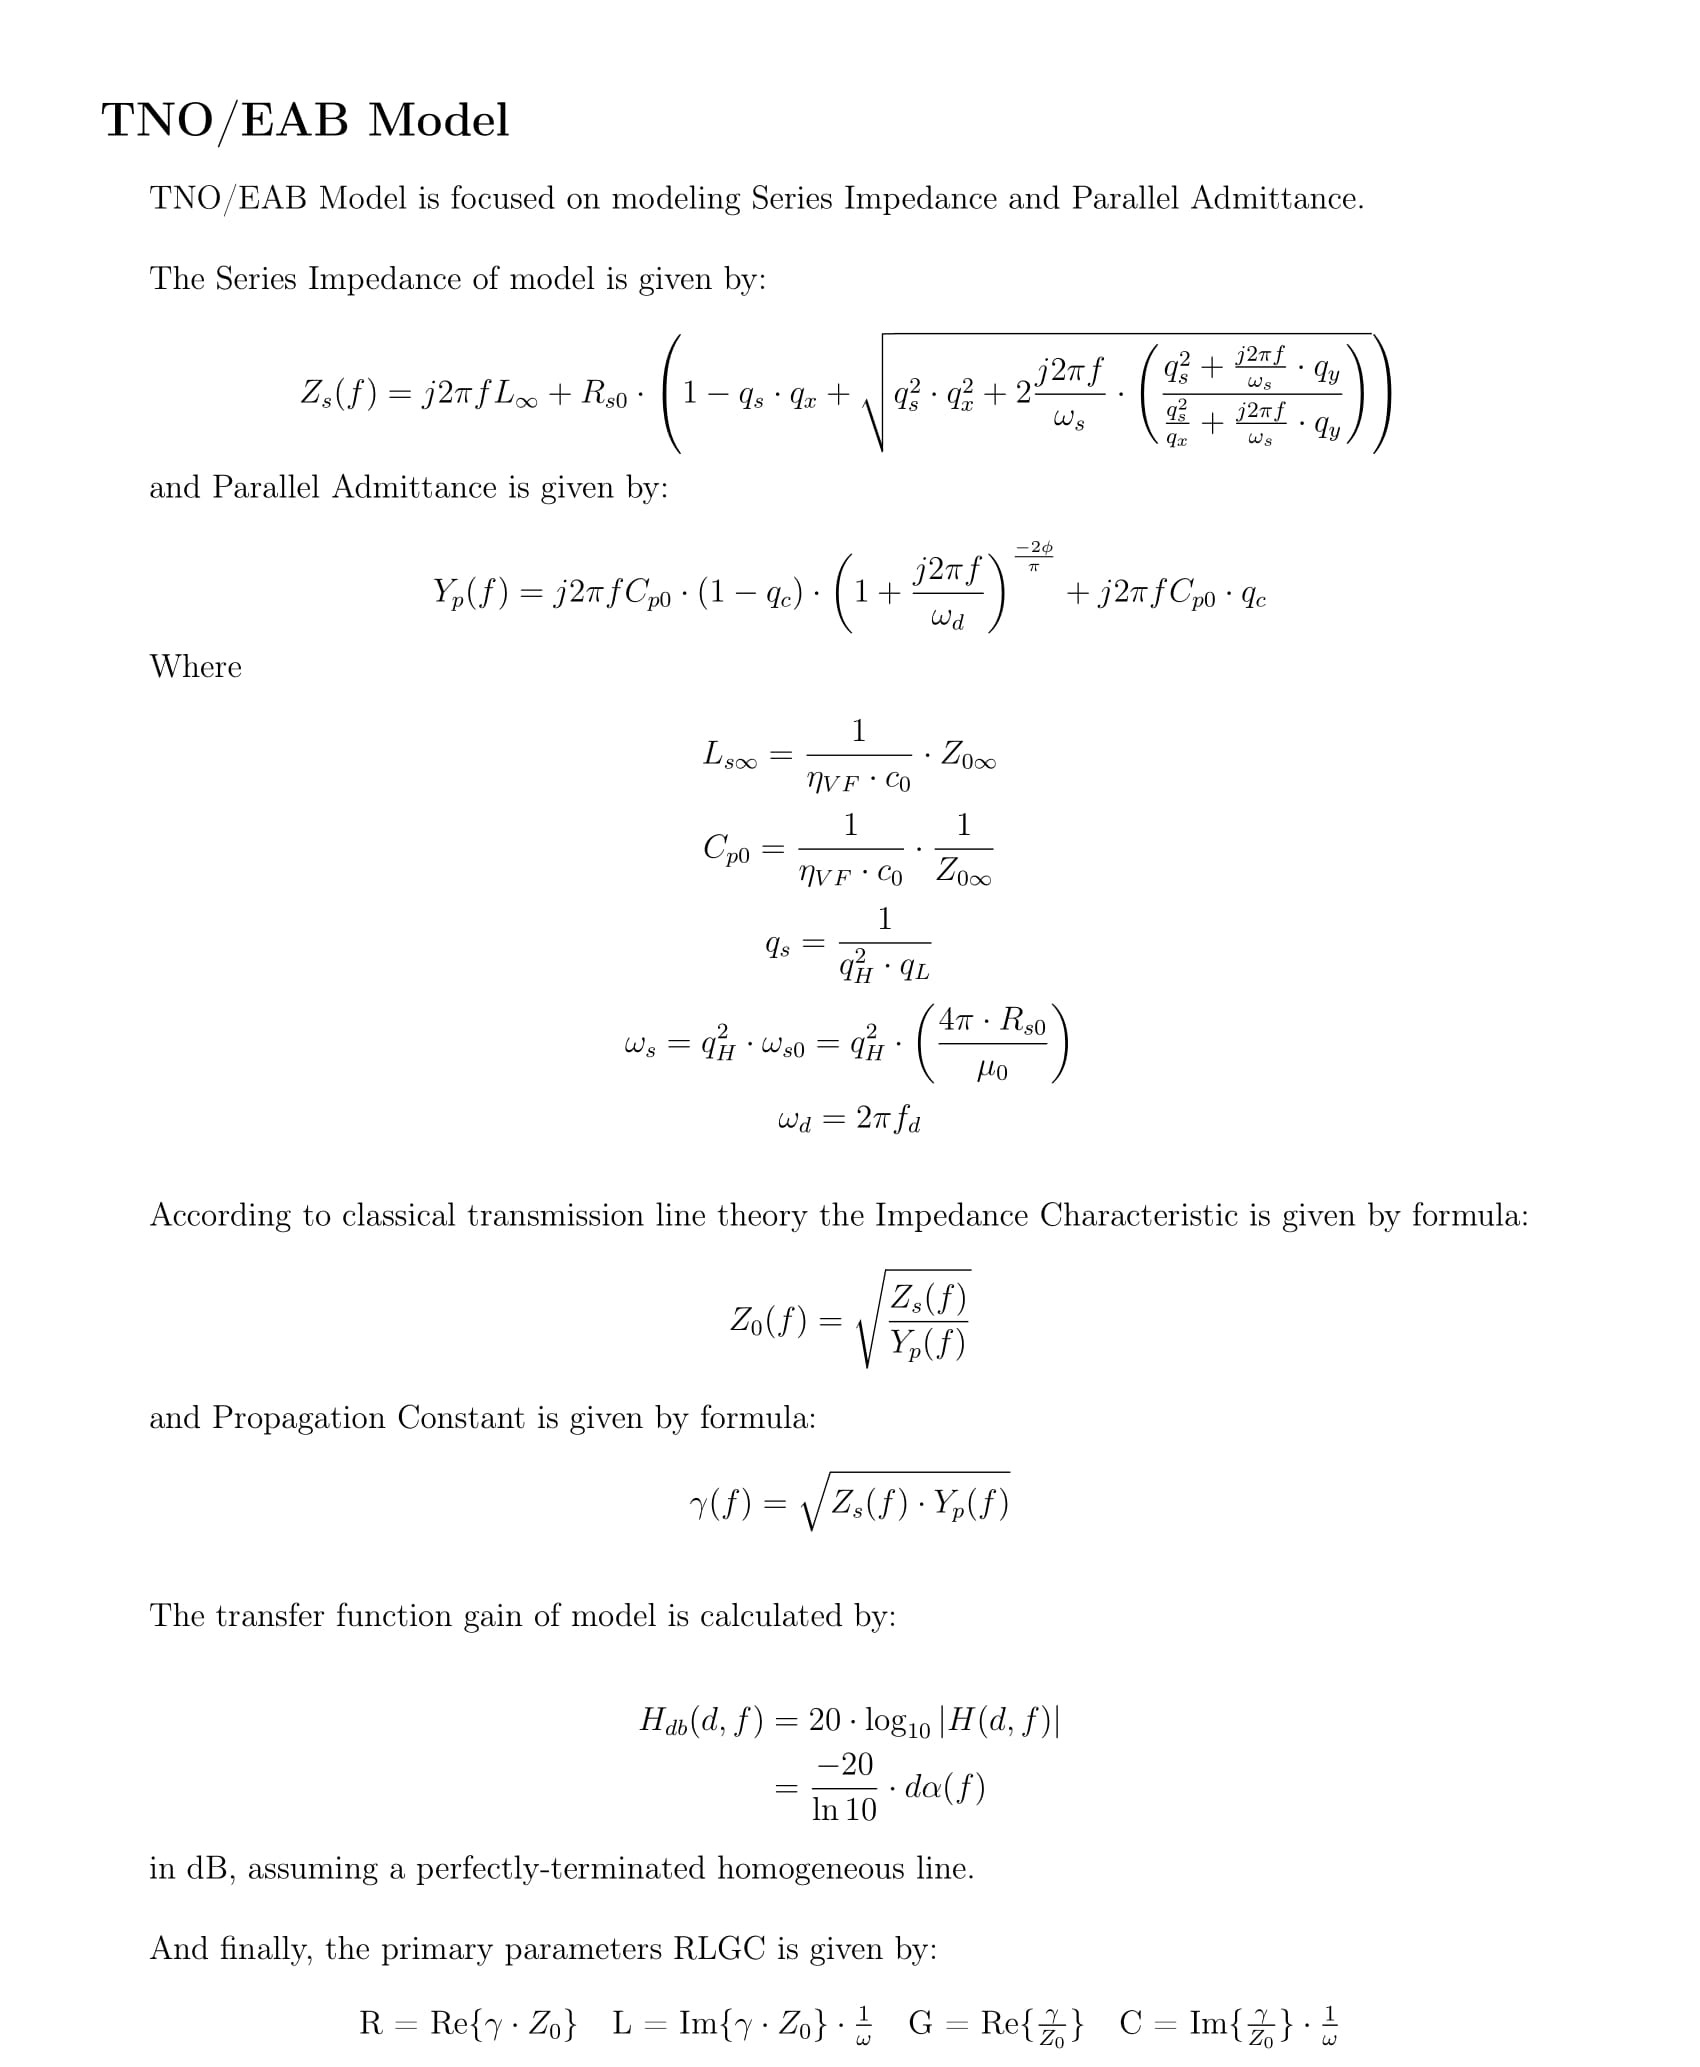 TNO/EAB Model
TNO/EAB Model is focused on modeling Series Impedance and Parallel Admittance.
The Series Impedance of model is given by:
$Z_s(f) = j2\pi f L_\infty + R_{s0} \cdot \left(1 - q_s \cdot q_x + \sqrt{q_s^2 \cdot q_x^2 + 2\frac{j2\pi f}{\omega_s} \cdot \left(\frac{q_s^2 + \frac{j2\pi f}{\omega_s} \cdot q_y}{\frac{q_s^2}{q_x} + \frac{j2\pi f}{\omega_s} \cdot q_y}\right)}\right)$
and Parallel Admittance is given by:
$Y_p(f) = j2\pi f C_{p0} \cdot (1 - q_c) \cdot \left(1 + \frac{j2\pi f}{\omega_d}\right)^{\frac{-2\phi}{\pi}} + j2\pi f C_{p0} \cdot q_c$
Where
$L_{s\infty} = \frac{1}{\eta_{VF} \cdot c_0} \cdot Z_{0\infty}$
$C_{p0} = \frac{1}{\eta_{VF} \cdot c_0} \cdot \frac{1}{Z_{0\infty}}$
$q_s = \frac{1}{q_H^2 \cdot q_L}$
$\omega_s = q_H^2 \cdot \omega_{s0} = q_H^2 \cdot \left(\frac{4\pi \cdot R_{s0}}{\mu_0}\right)$
$\omega_d = 2\pi f_d$
According to classical transmission line theory the Impedance Characteristic is given by formula:
$Z_0(f) = \sqrt{\frac{Z_s(f)}{Y_p(f)}}$
and Propagation Constant is given by formula:
$\gamma(f) = \sqrt{Z_s(f) \cdot Y_p(f)}$
The transfer function gain of model is calculated by:
$H_{db}(d, f) = 20 \cdot \log_{10} |H(d, f)|$
$= \frac{-20}{\ln 10} \cdot d\alpha(f)$
in dB, assuming a perfectly-terminated homogeneous line.
And finally, the primary parameters RLGC is given by:
R = Re{$\gamma \cdot Z_0$} L = Im{$\gamma \cdot Z_0$} $\cdot \frac{1}{\omega}$ G = Re{$\frac{\gamma}{Z_0}$} C = Im{$\frac{\gamma}{Z_0}$} $\cdot \frac{1}{\omega}$